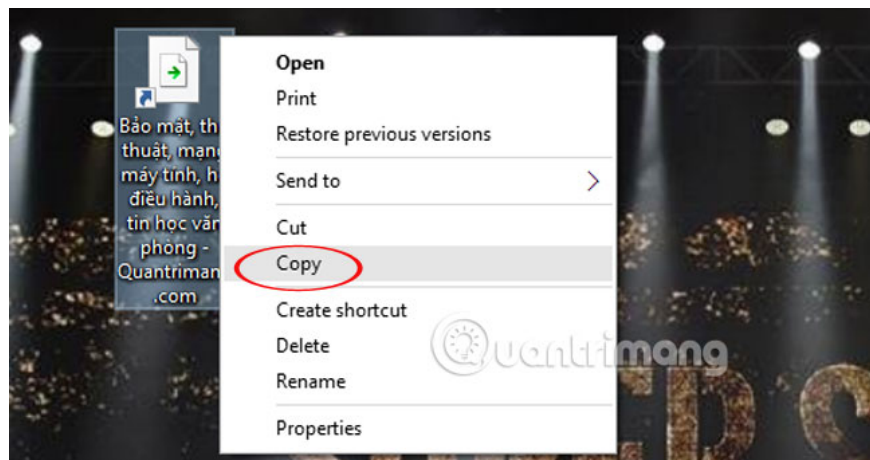 Bảo mật, th
thuật, mạng
máy tính, h
điều hành,
tin học văn
phòng -
Quantriman
.com
Open
Print
Restore previous versions
Send to
Cut
Copy
Create shortcut
Delete
Rename
Properties
Quantrimang